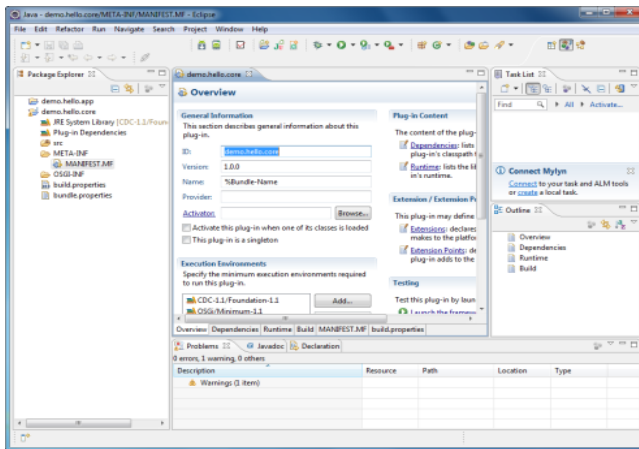 Java - demo.hello.core/META-INF/MANIFEST.MF - Eclipse
File Edit Refactor Run Navigate Search Project Window Help
Package Explorer
demo.hello.app
demo.hello.core
JRE System Library [CDC-1.1/Foun
Plug-in Dependencies
src
META-INF
MANIFEST.MF
OSGI-INF
build.properties
bundle.properties
demo.hello.core
Overview
General Information
This section describes general information about this
plug-in.
ID: demo.hello.core
Version: 1.0.0
Name: %Bundle-Name
Provider:
Activator: Browse...
Activate this plug-in when one of its classes is loaded
This plug-in is a singleton
Execution Environments
Specify the minimum execution environments required
to run this plug-in.
CDC-1.1/Foundation-1.1
OSGi/Minimum-1.1
Add...
Plug-in Content
The content of the plug-
Dependencies: lists
plug-in's classpath t
Runtime: lists the lib
in's runtime.
Extension / Extension P
This plug-in may define
Extensions: declares
makes to the platfo
Extension Points: de
plug-in adds to the
Testing
Test this plug-in by laun
Launch the framew
Overview Dependencies Runtime Build MANIFEST.MF build.properties
Task List
Find All Activate...
Connect Mylyn
Connect to your task and ALM tools
or create a local task.
Outline
Overview
Dependencies
Runtime
Build
Problems Javadoc Declaration
0 errors, 1 warning, 0 others
Description Resource Path Location Type
Warnings (1 item)